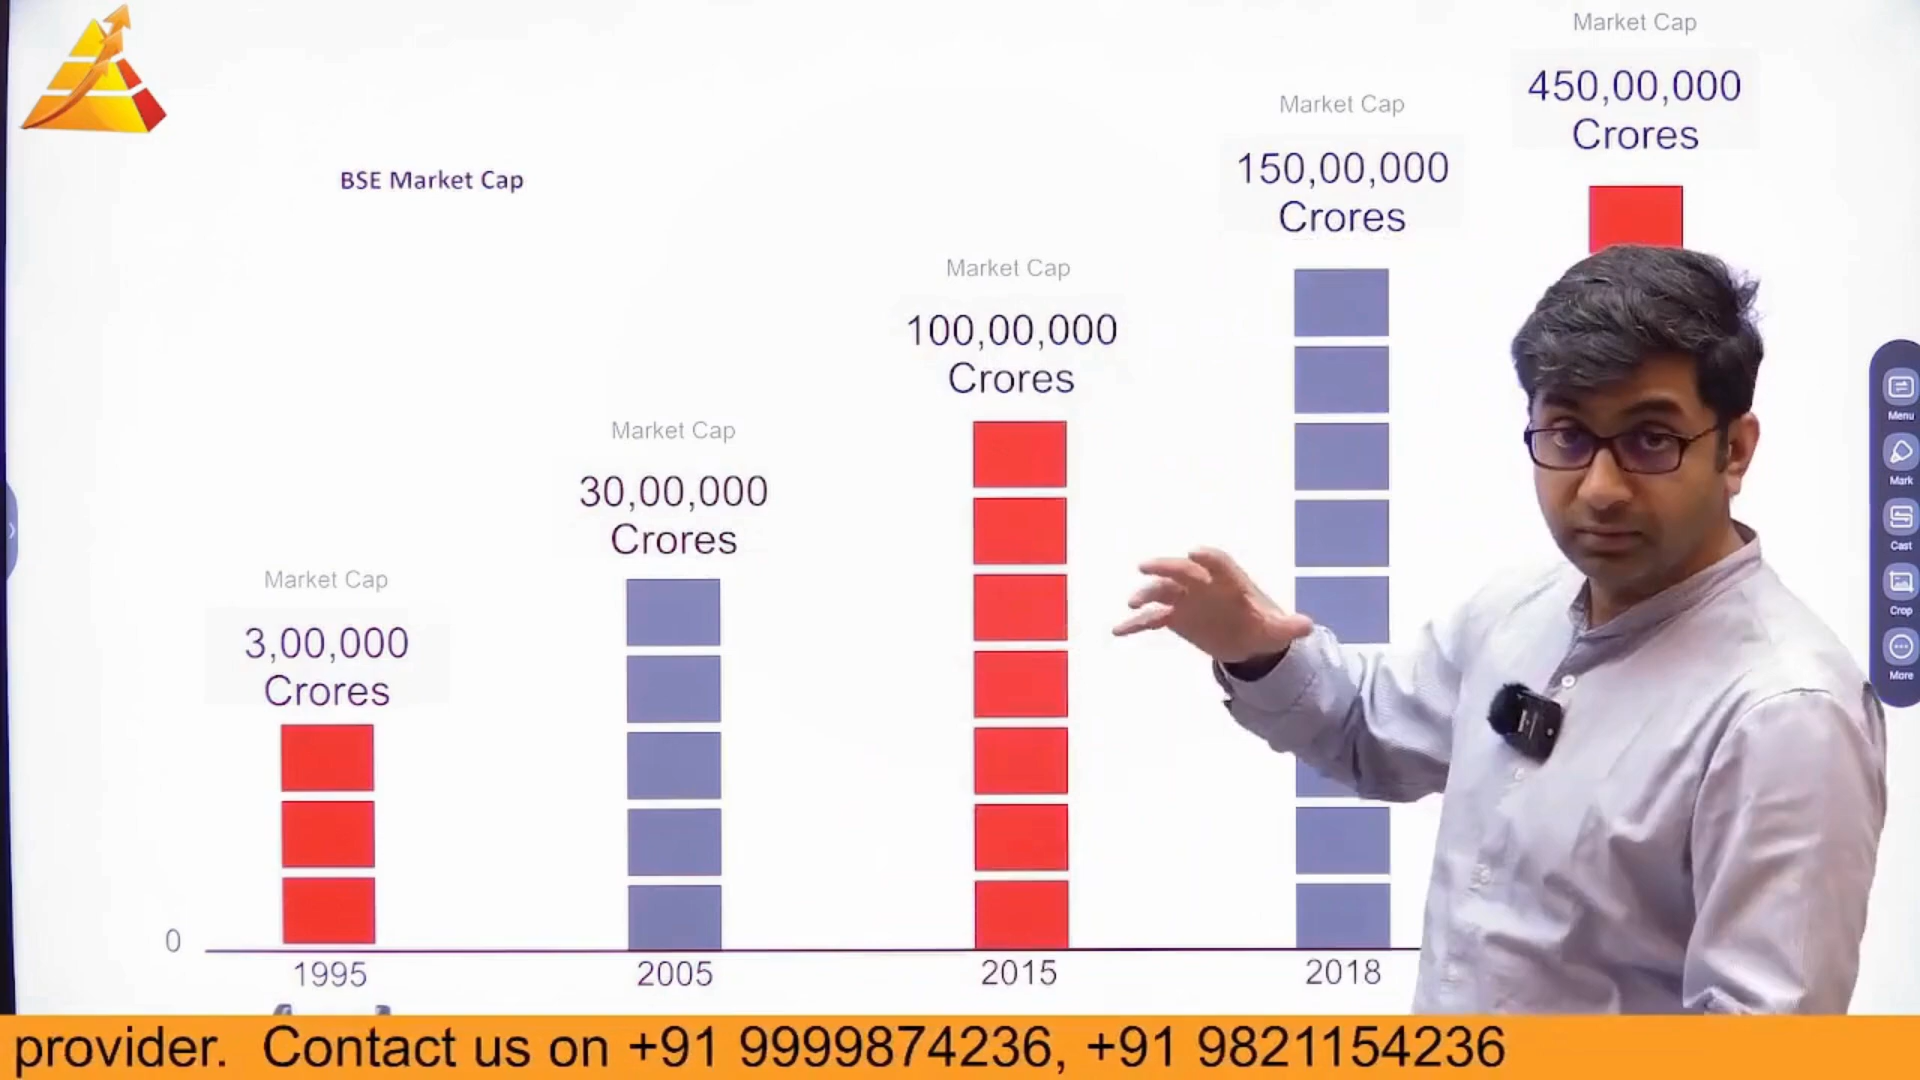 Market Cap
450,00,000
Crores
Market Cap
150,00,000
Crores
BSE Market Cap
Market Cap
100,00,000
Crores
Market Cap
30,00,000
Crores
Market Cap
3,00,000
Crores
0
1995
2005
2015
2018
Menu
Mark
Cast
Crop
More
provider. Contact us on +91 9999874236, +91 9821154236